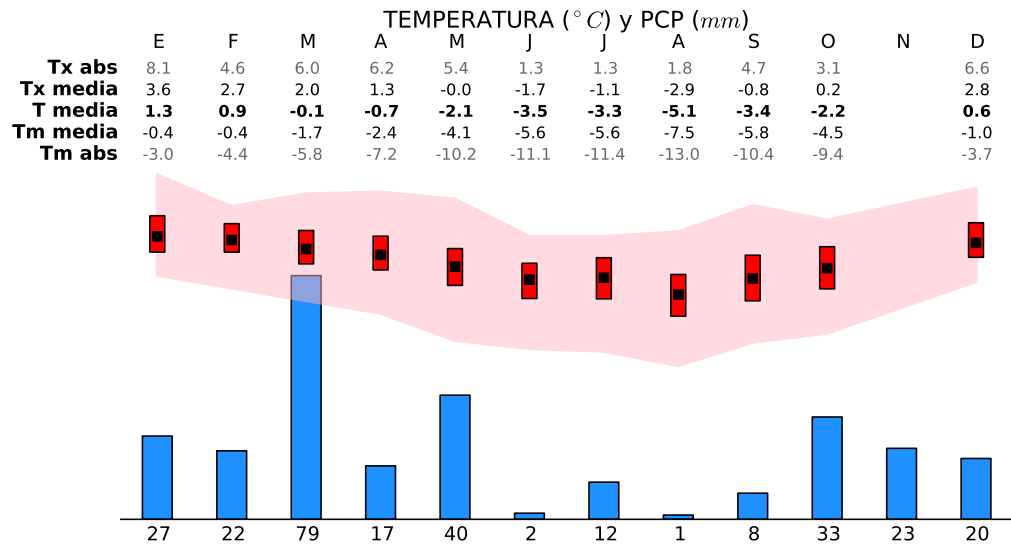 TEMPERATURA (°C) y PCP (mm)
E F M A M J J A S O N D
Tx abs 8.1 4.6 6.0 6.2 5.4 1.3 1.3 1.8 4.7 3.1 6.6
Tx media 3.6 2.7 2.0 1.3 -0.0 -1.7 -1.1 -2.9 -0.8 0.2 2.8
T media 1.3 0.9 -0.1 -0.7 -2.1 -3.5 -3.3 -5.1 -3.4 -2.2 0.6
Tm media -0.4 -0.4 -1.7 -2.4 -4.1 -5.6 -5.6 -7.5 -5.8 -4.5 -1.0
Tm abs -3.0 -4.4 -5.8 -7.2 -10.2 -11.1 -11.4 -13.0 -10.4 -9.4 -3.7
27 22 79 17 40 2 12 1 8 33 23 20